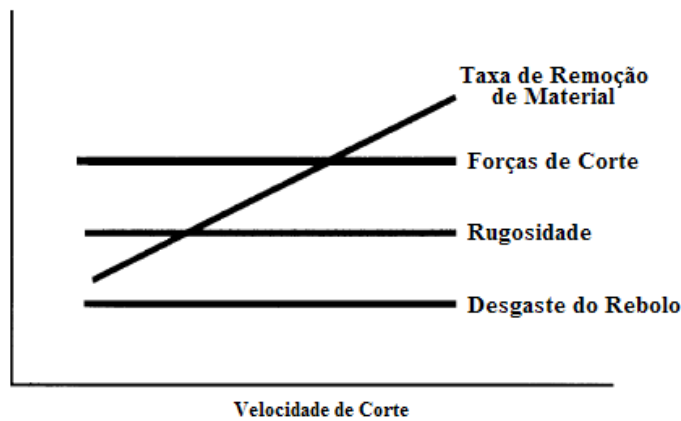 Taxa de Remoção
de Material
Forças de Corte
Rugosidade
Desgaste do Rebolo
Velocidade de Corte